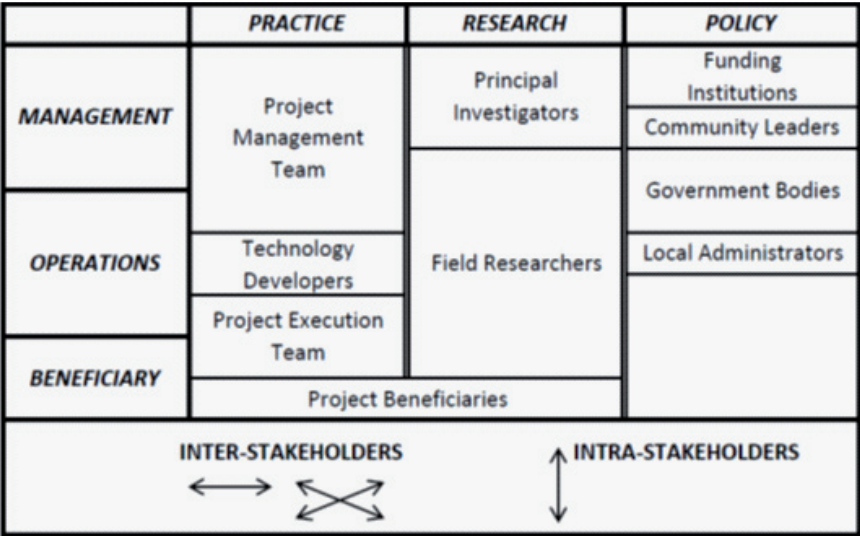 PRACTICE
RESEARCH
POLICY
MANAGEMENT
Project
Management
Team
Principal
Investigators
Funding
Institutions
Community Leaders
Government Bodies
OPERATIONS
Technology
Developers
Field Researchers
Local Administrators
Project Execution
Team
BENEFICIARY
Project Beneficiaries
INTER-STAKEHOLDERS
INTRA-STAKEHOLDERS